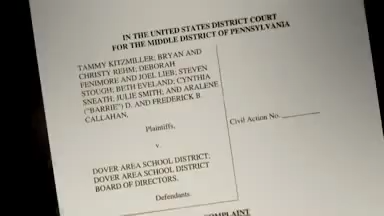 IN THE UNITED STATES DISTRICT COURT
FOR THE MIDDLE DISTRICT OF PENNSYLVANIA
TAMMY KITZMILLER; BRYAN AND
CHRISTY REHM; DEBORAH
FENIMORE AND JOEL LIEB; STEVEN
STOUGH; BETH EVELAND; CYNTHIA
SNEATH; JULIE SMITH; AND ARALENE
("BARRIE") D. AND FREDERICK B.
CALLAHAN,
Plaintiffs,
Civil Action No. ________
v.
DOVER AREA SCHOOL DISTRICT;
DOVER AREA SCHOOL DISTRICT
BOARD OF DIRECTORS,
Defendants.
COMPLAINT